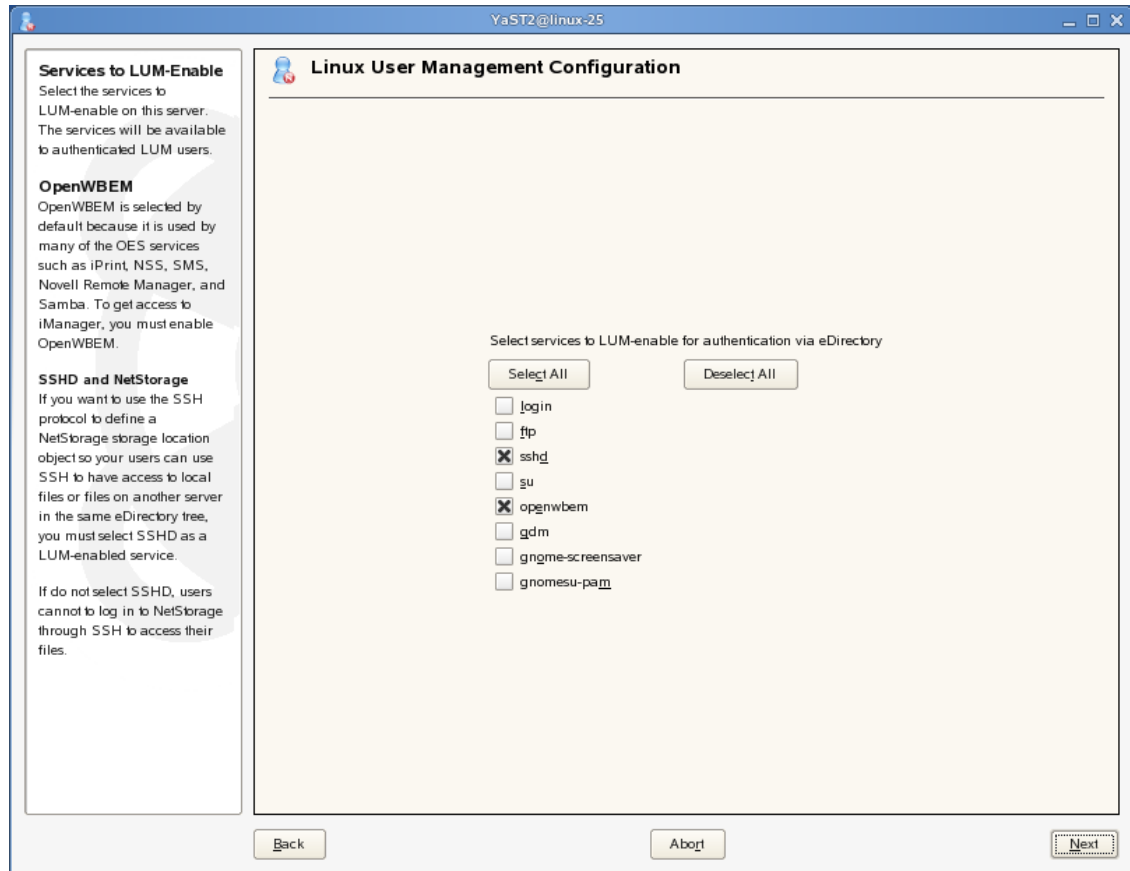 YaST2@linux-25
Services to LUM-Enable
Select the services to
LUM-enable on this server.
The services will be available
to authenticated LUM users.
OpenWBEM
OpenWBEM is selected by
default because it is used by
many of the OES services
such as iPrint, NSS, SMS,
Novell Remote Manager, and
Samba. To get access to
iManager, you must enable
OpenWBEM.
SSHD and NetStorage
If you want to use the SSH
protocol to define a
NetStorage storage location
object so your users can use
SSH to have access to local
files or files on another server
in the same eDirectory tree,
you must select SSHD as a
LUM-enabled service.
If do not select SSHD, users
cannot to log in to NetStorage
through SSH to access their
files.
Linux User Management Configuration
Select services to LUM-enable for authentication via eDirectory
Select All
Deselect All
login
ftp
sshd
su
openwbem
gdm
gnome-screensaver
gnomesu-pam
Back
Abort
Next